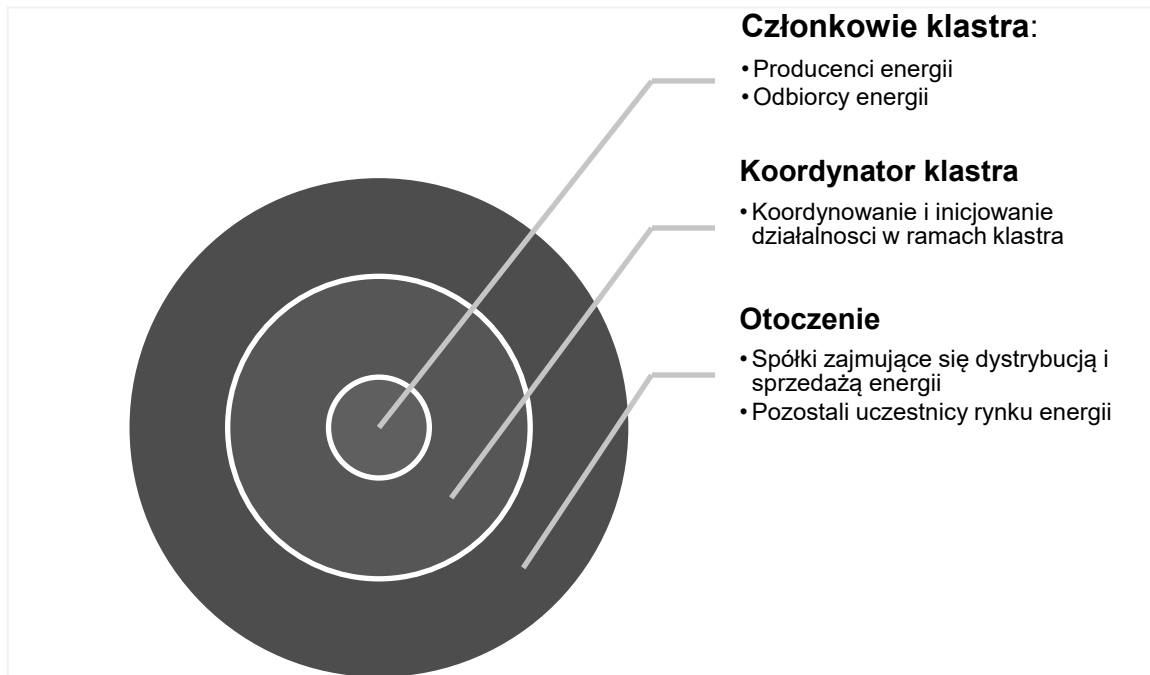 Członkowie klastra:
• Producenci energii
• Odbiorcy energii
Koordynator klastra
• Koordynowanie i inicjowanie
działalnosci w ramach klastra
Otoczenie
• Spółki zajmujące się dystrybucją i
sprzedażą energii
• Pozostali uczestnicy rynku energii